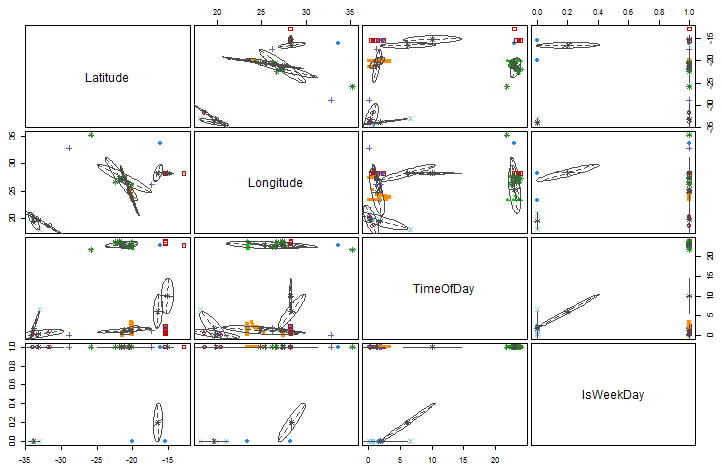 20 25 30 35
0.0 0.2 0.4 0.6 0.8 1.0
Latitude
-35 -30 -25 -20 -15
20 25 30 35
Longitude
TimeOfDay
0 5 10 15 20
0.0 0.2 0.4 0.6 0.8 1.0
IsWeekDay
-35 -30 -25 -20 -15
0 5 10 15 20